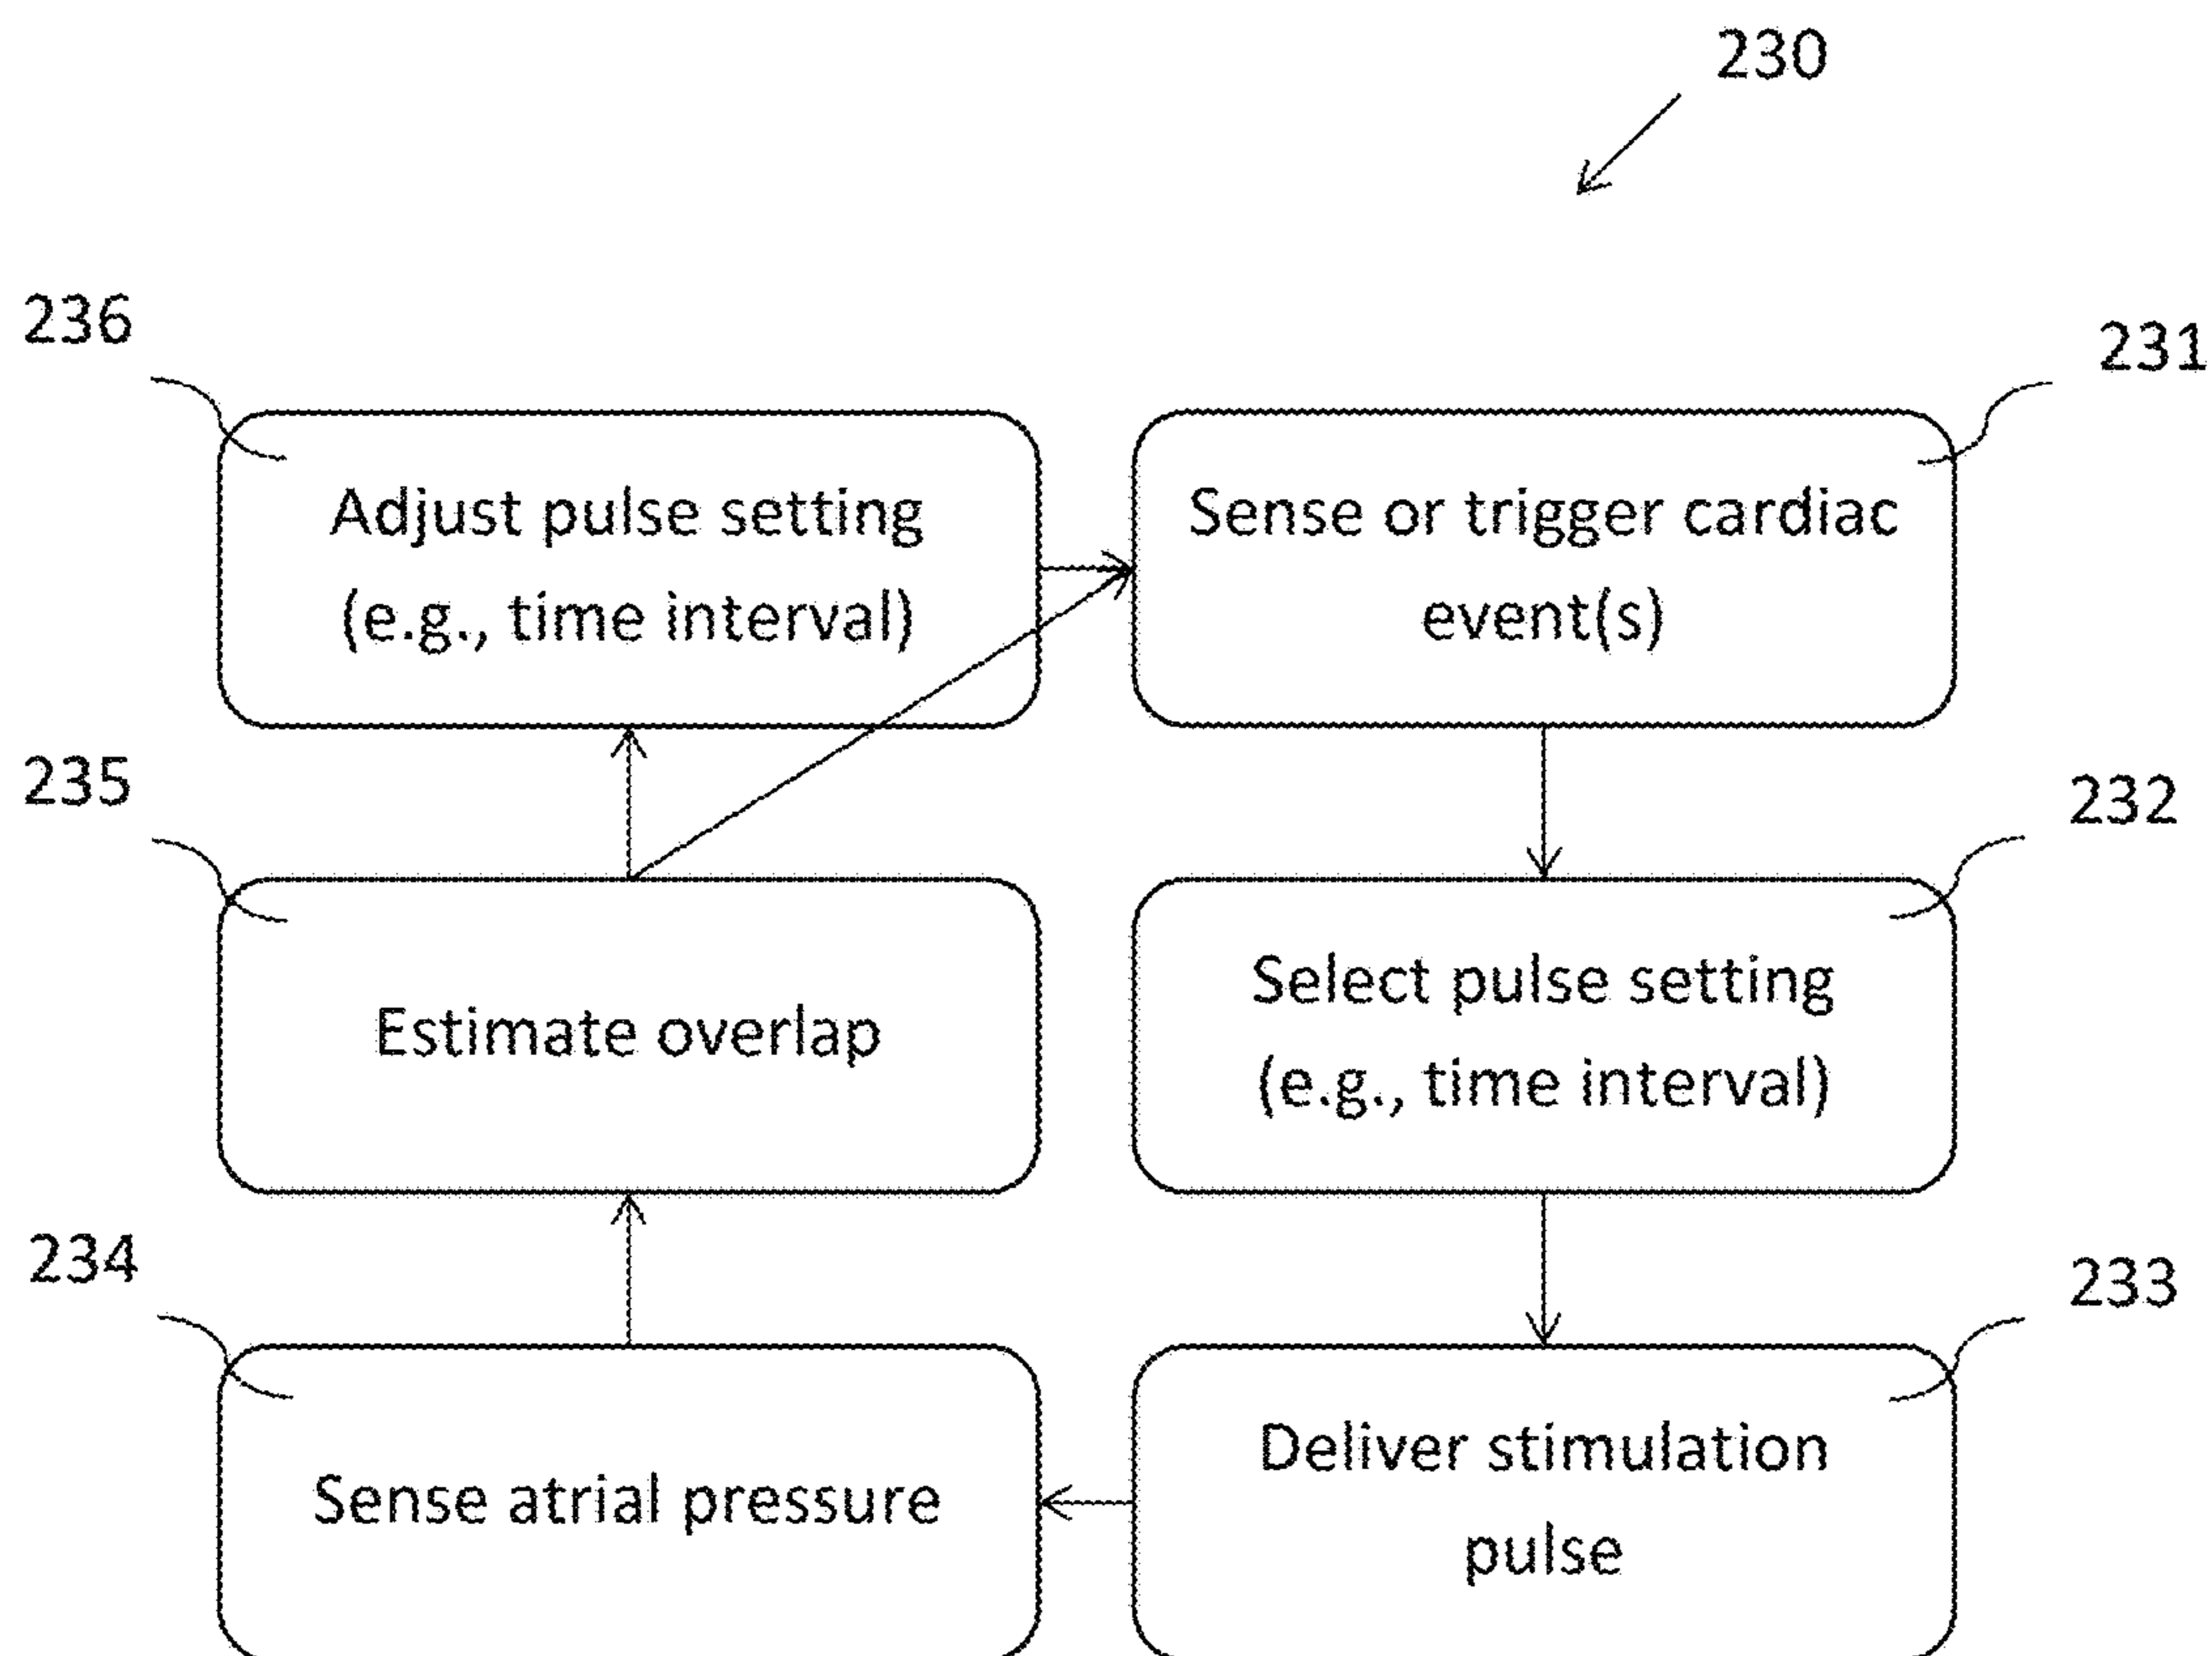 230
236
231
Adjust pulse setting
(e.g., time interval)
Sense or trigger cardiac
event(s)
235
232
Estimate overlap
Select pulse setting
(e.g., time interval)
234
233
Sense atrial pressure
Deliver stimulation
pulse